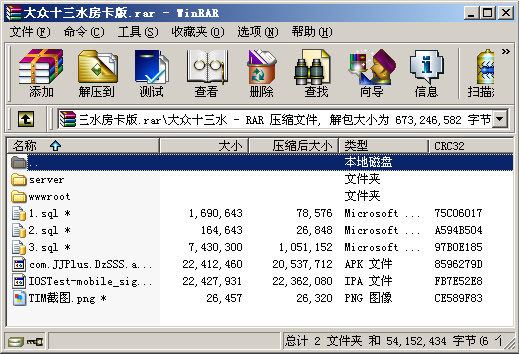 大众十三水房卡版.rar - WinRAR
文件(F) 命令(C) 工具(S) 收藏夹(O) 选项(N) 帮助(H)
添加 解压到 测试 查看 删除 查找 向导 信息 扫描
三水房卡版.rar\大众十三水 - RAR 压缩文件, 解包大小为 673,246,582 字节
名称 大小 压缩后大小 类型 CRC32
.. 本地磁盘
server 文件夹
wwwroot 文件夹
1.sql * 1,690,643 78,576 Microsoft ... 75C06017
2.sql * 164,643 26,848 Microsoft ... A594B504
3.sql * 7,430,300 1,051,152 Microsoft ... 97B0E185
com.JJPlus.DzSSS.a... 22,412,460 20,537,712 APK 文件 8596279D
IOSTest-mobile_sig... 22,427,931 22,362,080 IPA 文件 FB7E52E8
TIM截图.png * 26,457 26,320 PNG 图像 CE589F83
总计 2 文件夹 和 54,152,434 字节(6